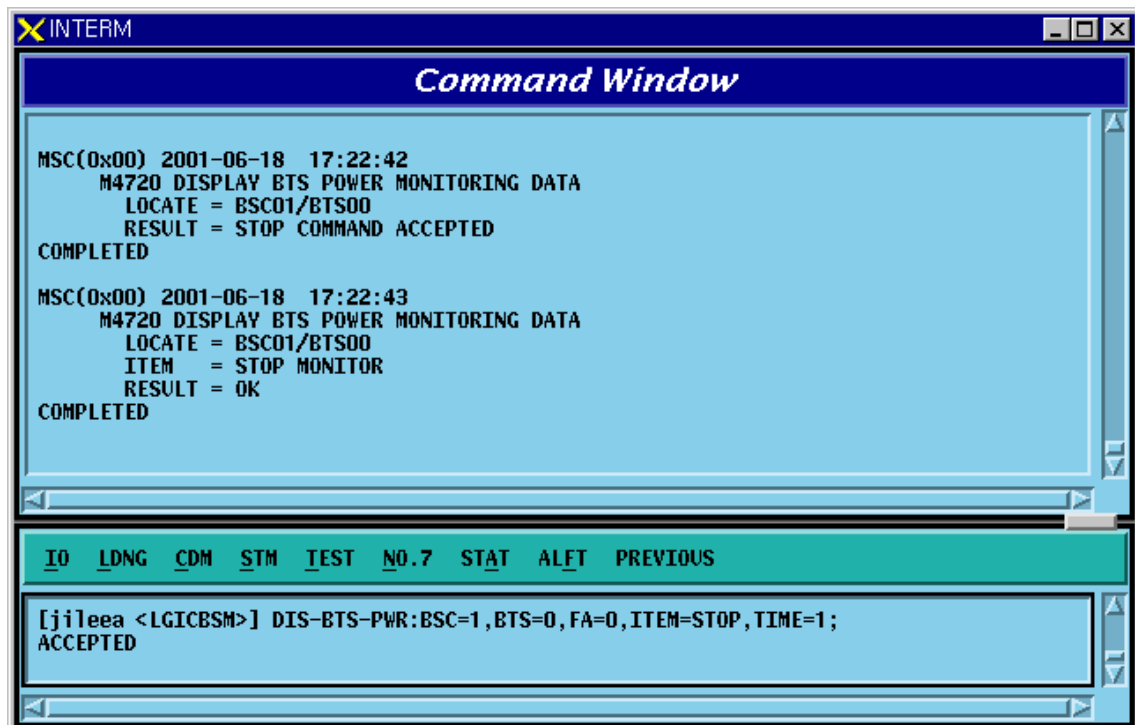 INTERM
Command Window
MSC(0x00) 2001-06-18 17:22:42
M4720 DISPLAY BTS POWER MONITORING DATA
LOCATE = BSC01/BTS00
RESULT = STOP COMMAND ACCEPTED
COMPLETED
MSC(0x00) 2001-06-18 17:22:43
M4720 DISPLAY BTS POWER MONITORING DATA
LOCATE = BSC01/BTS00
ITEM = STOP MONITOR
RESULT = OK
COMPLETED
IO LDNG CDM STM TEST NO.7 STAT ALFT PREVIOUS
[jileea <LGICBSM>] DIS-BTS-PWR:BSC=1,BTS=0,FA=0,ITEM=STOP,TIME=1;
ACCEPTED